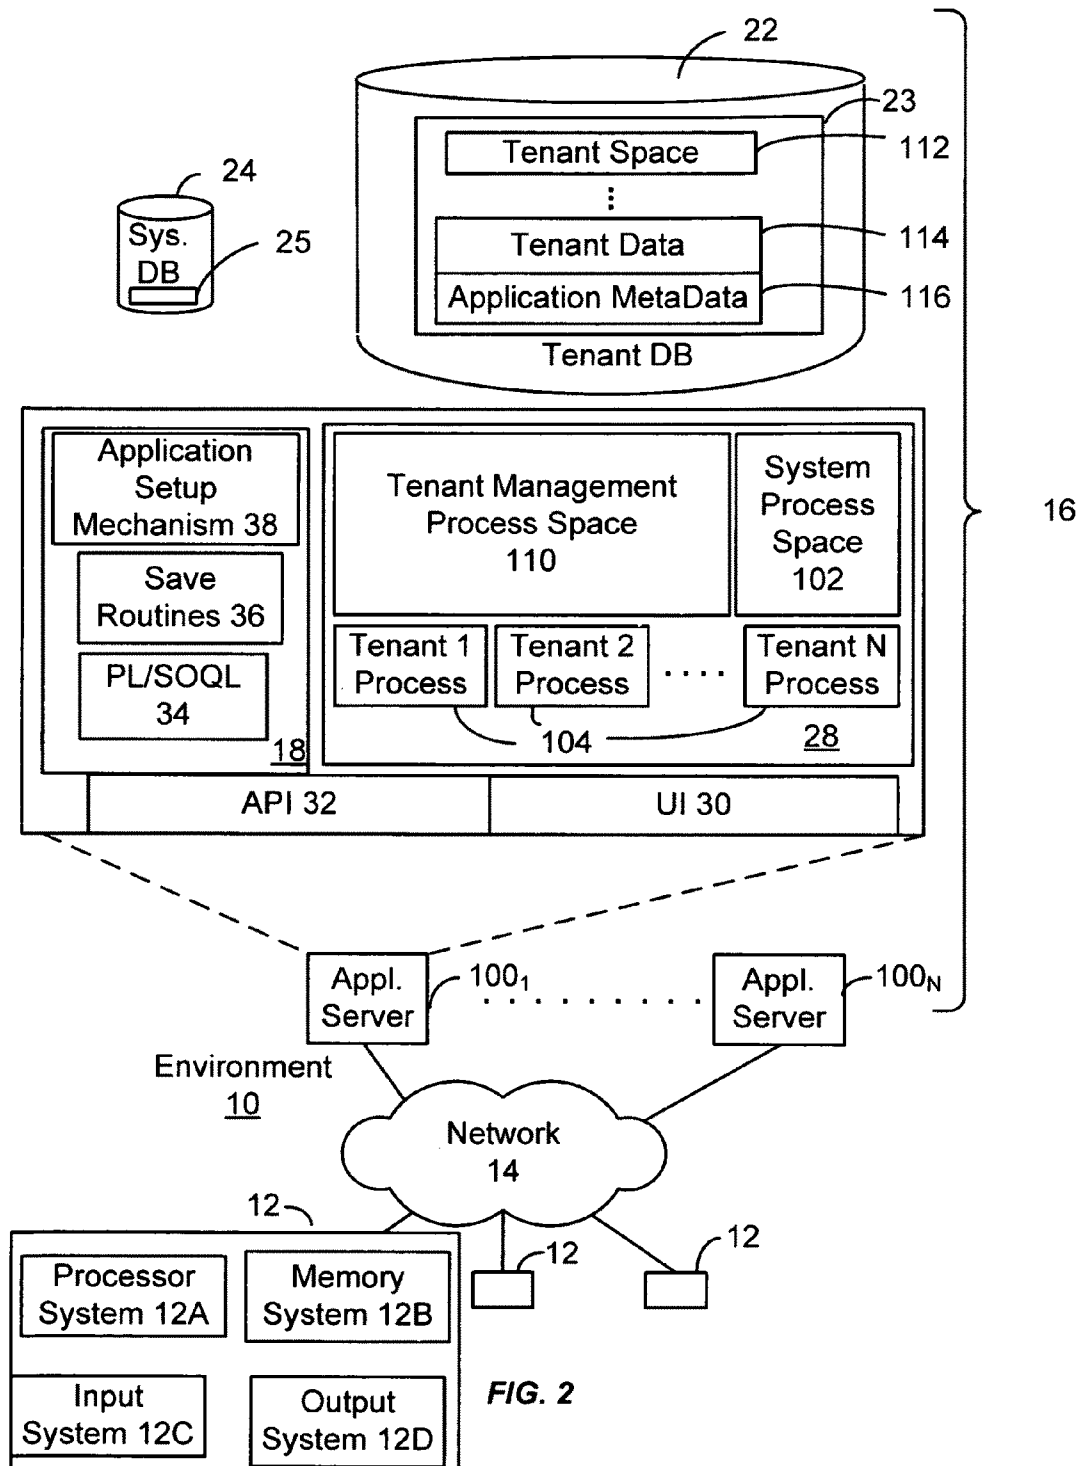 22
23
Tenant Space
112
24
Sys.
DB
25
Tenant Data
114
Application MetaData
116
Tenant DB
16
Application
Setup
Mechanism 38
Tenant Management
Process Space
110
System
Process
Space
102
Save
Routines 36
PL/SOQL
34
18
Tenant 1
Process
Tenant 2
Process
Tenant N
Process
104
28
API 32
UI 30
Appl.
Server
100₁
Appl.
Server
100N
Environment
10
Network
14
12
12
12
Processor
System 12A
Memory
System 12B
Input
System 12C
Output
System 12D
FIG. 2